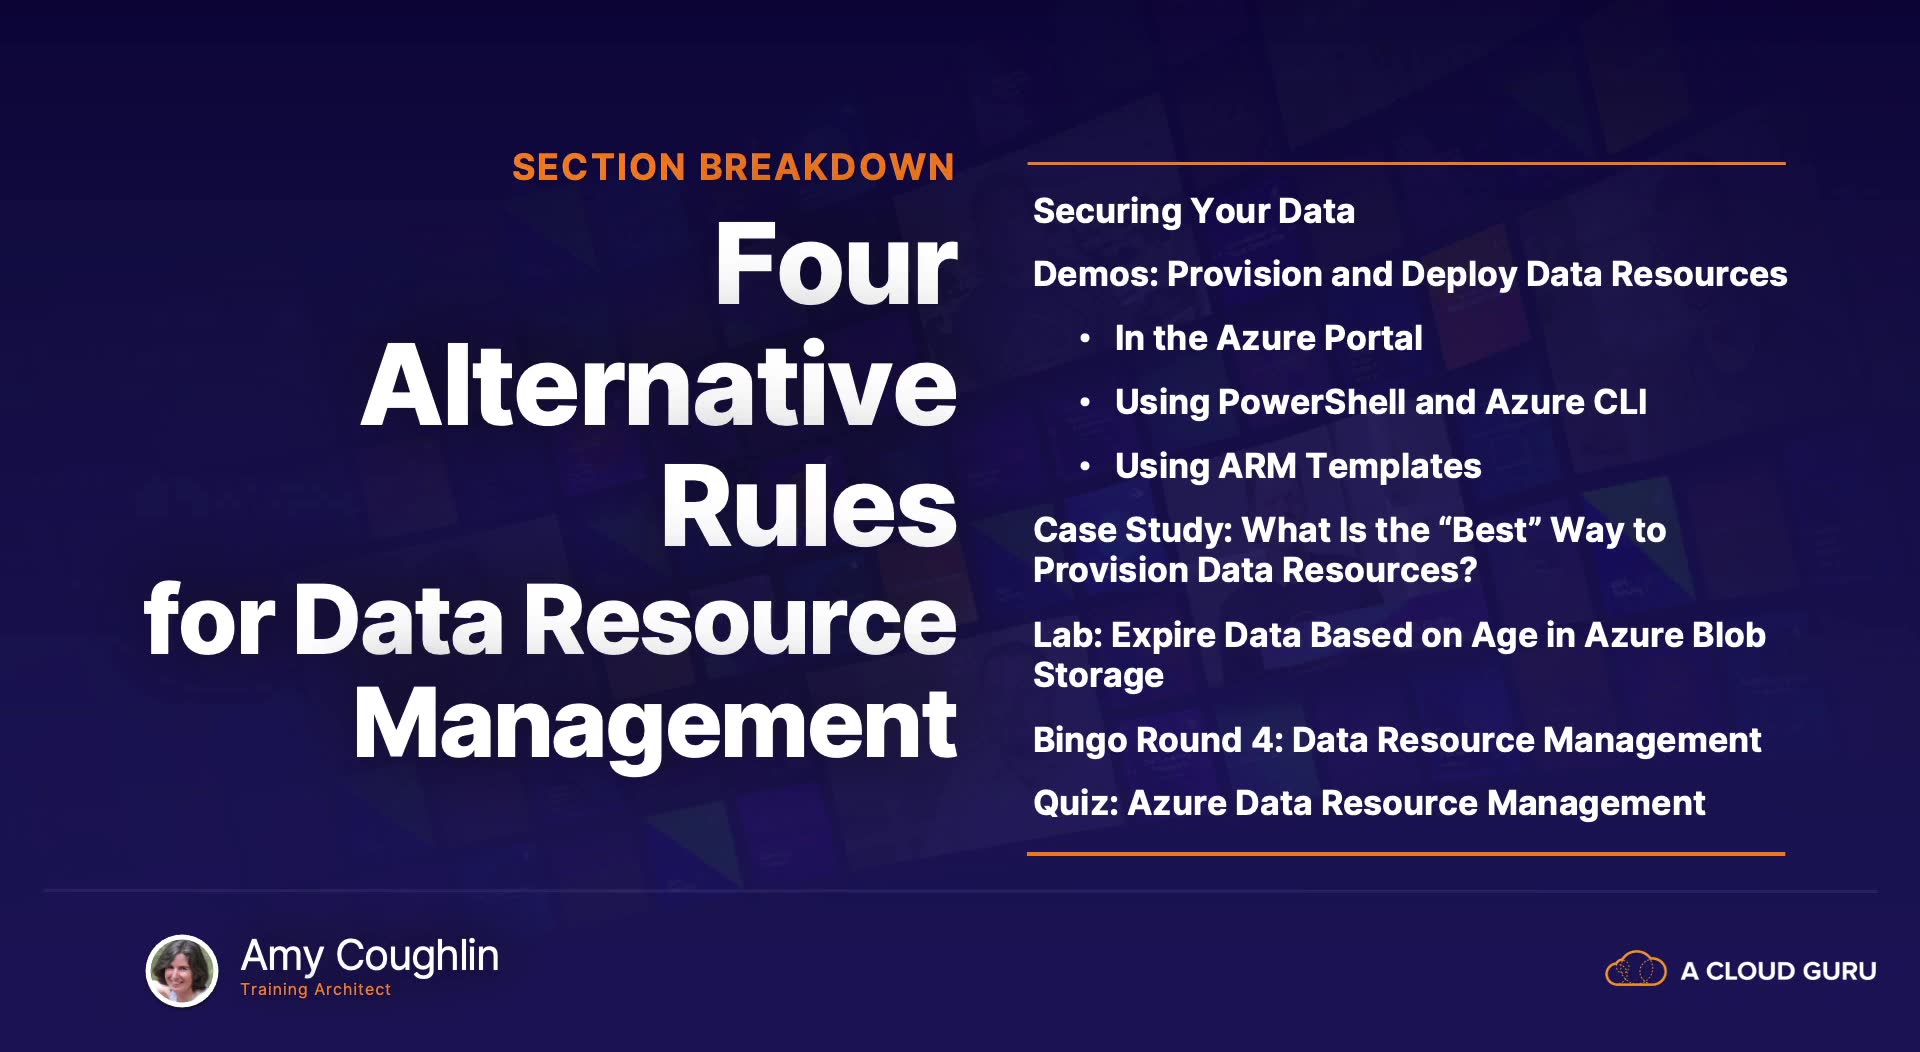 SECTION BREAKDOWN
Four
Alternative
Rules
for Data Resource
Management
Securing Your Data
Demos: Provision and Deploy Data Resources
• In the Azure Portal
• Using PowerShell and Azure CLI
• Using ARM Templates
Case Study: What Is the “Best” Way to
Provision Data Resources?
Lab: Expire Data Based on Age in Azure Blob
Storage
Bingo Round 4: Data Resource Management
Quiz: Azure Data Resource Management
Amy Coughlin
Training Architect
A CLOUD GURU